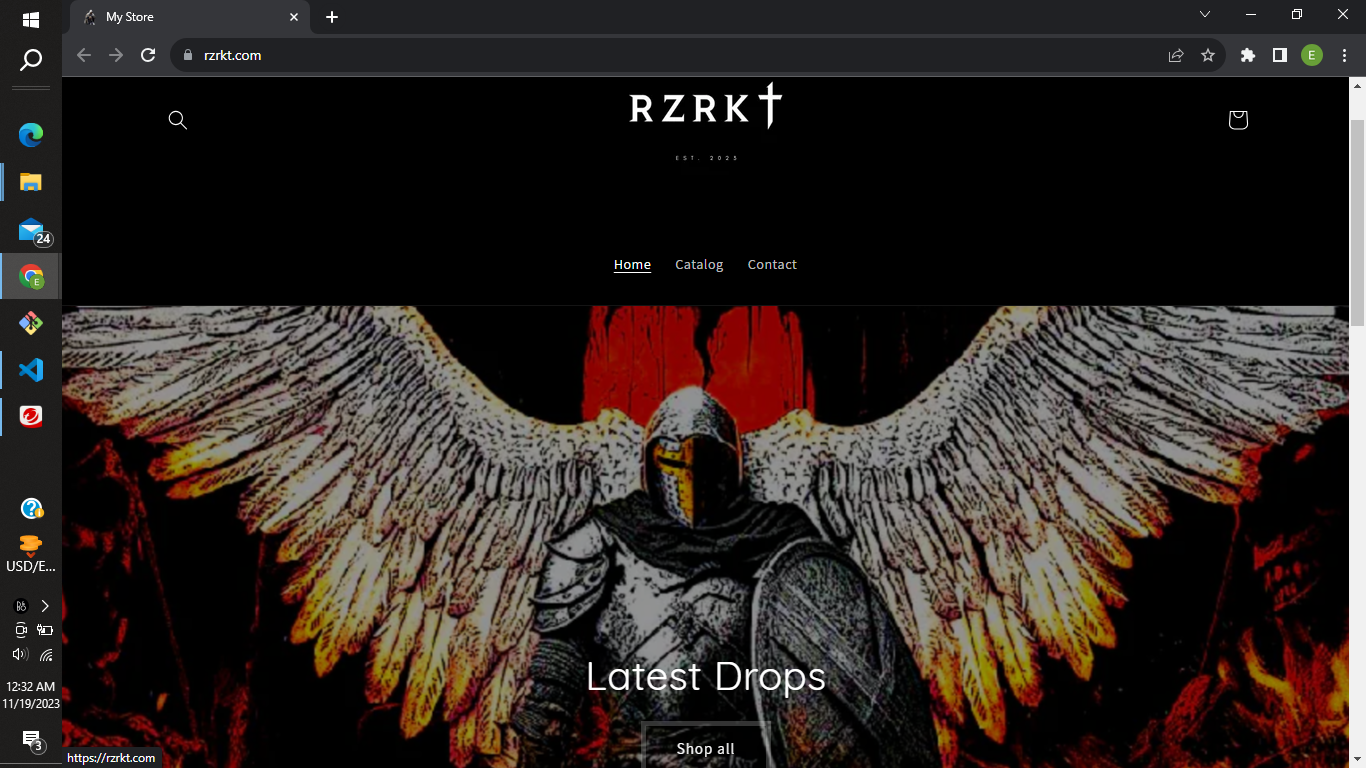 My Store
rzrkt.com
E
RZRKT
EST. 2023
Home
Catalog
Contact
Latest Drops
Shop all
24
E
USD/E...
12:32 AM
11/19/2023
3
https://rzrkt.com